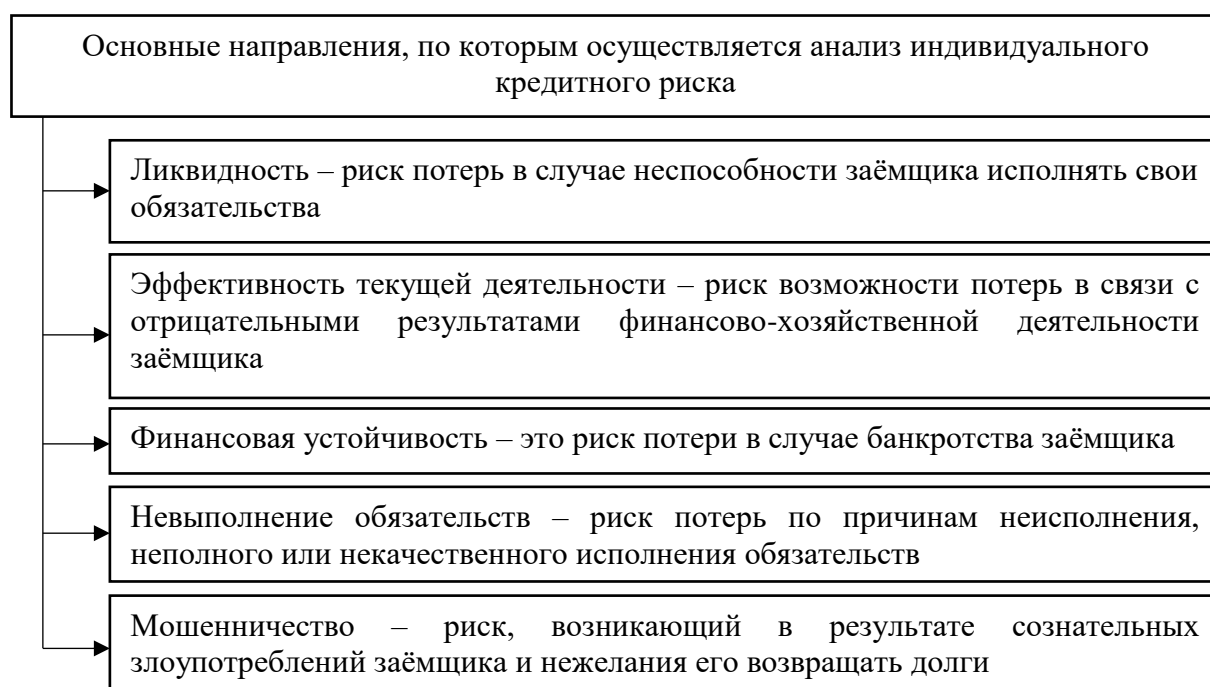 Основные направления, по которым осуществляется анализ индивидуального
кредитного риска
Ликвидность – риск потерь в случае неспособности заёмщика исполнять свои
обязательства
Эффективность текущей деятельности – риск возможности потерь в связи с
отрицательными результатами финансово-хозяйственной деятельности
заёмщика
Финансовая устойчивость – это риск потери в случае банкротства заёмщика
Невыполнение обязательств – риск потерь по причинам неисполнения,
неполного или некачественного исполнения обязательств
Мошенничество – риск, возникающий в результате сознательных
злоупотреблений заёмщика и нежелания его возвращать долги